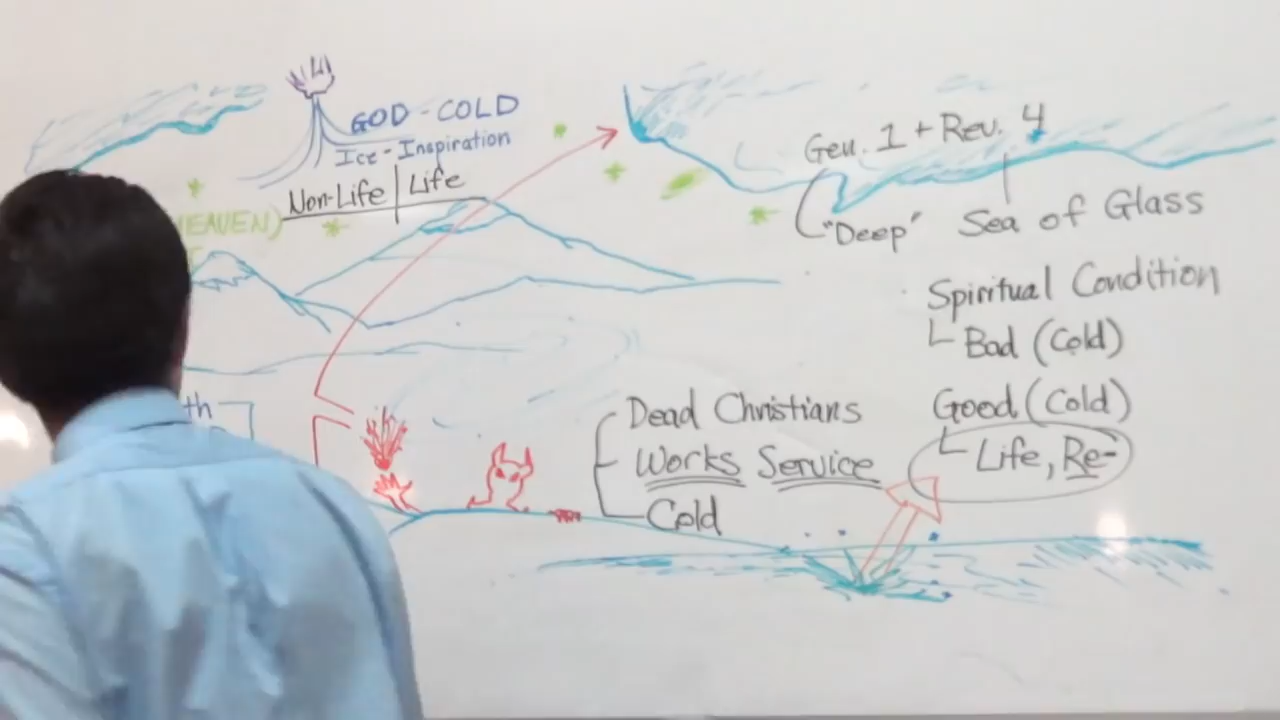 GOD - COLD
Ice - Inspiration
Non-Life | Life
HEAVEN)
Gen. 1 + Rev. 4
"Deep" Sea of Glass
Spiritual Condition
Bad (Cold)
Good (Cold)
Life, Re-
Dead Christians
Works Service
Cold
th